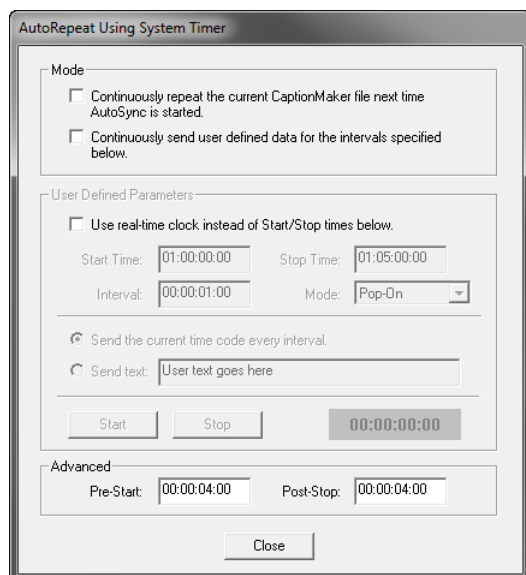 AutoRepeat Using System Timer
Mode
Continuously repeat the current CaptionMaker file next time
AutoSync is started.
Continuously send user defined data for the intervals specified
below.
User Defined Parameters
Use real-time clock instead of Start/Stop times below.
Start Time: 01:00:00:00 Stop Time: 01:05:00:00
Interval: 00:00:01:00 Mode: Pop-On
Send the current time code every interval.
Send text: User text goes here
Start Stop 00:00:00:00
Advanced
Pre-Start: 00:00:04:00 Post-Stop: 00:00:04:00
Close